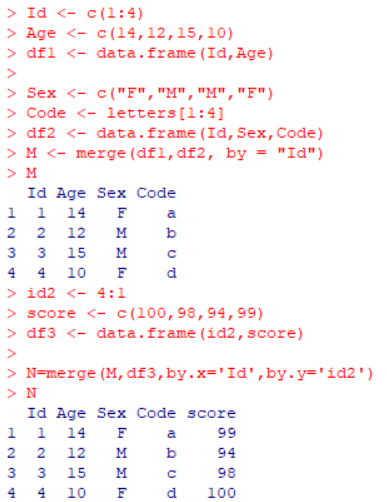 > Id <- c(1:4)
> Age <- c(14,12,15,10)
> df1 <- data.frame(Id,Age)
>
> Sex <- c("F","M","M","F")
> Code <- letters[1:4]
> df2 <- data.frame(Id,Sex,Code)
> M <- merge(df1,df2, by = "Id")
> M
  Id Age Sex Code
1  1  14   F    a
2  2  12   M    b
3  3  15   M    c
4  4  10   F    d
> id2 <- 4:1
> score <- c(100,98,94,99)
> df3 <- data.frame(id2,score)
>
> N=merge(M,df3,by.x='Id',by.y='id2')
> N
  Id Age Sex Code score
1  1  14   F    a    99
2  2  12   M    b    94
3  3  15   M    c    98
4  4  10   F    d   100